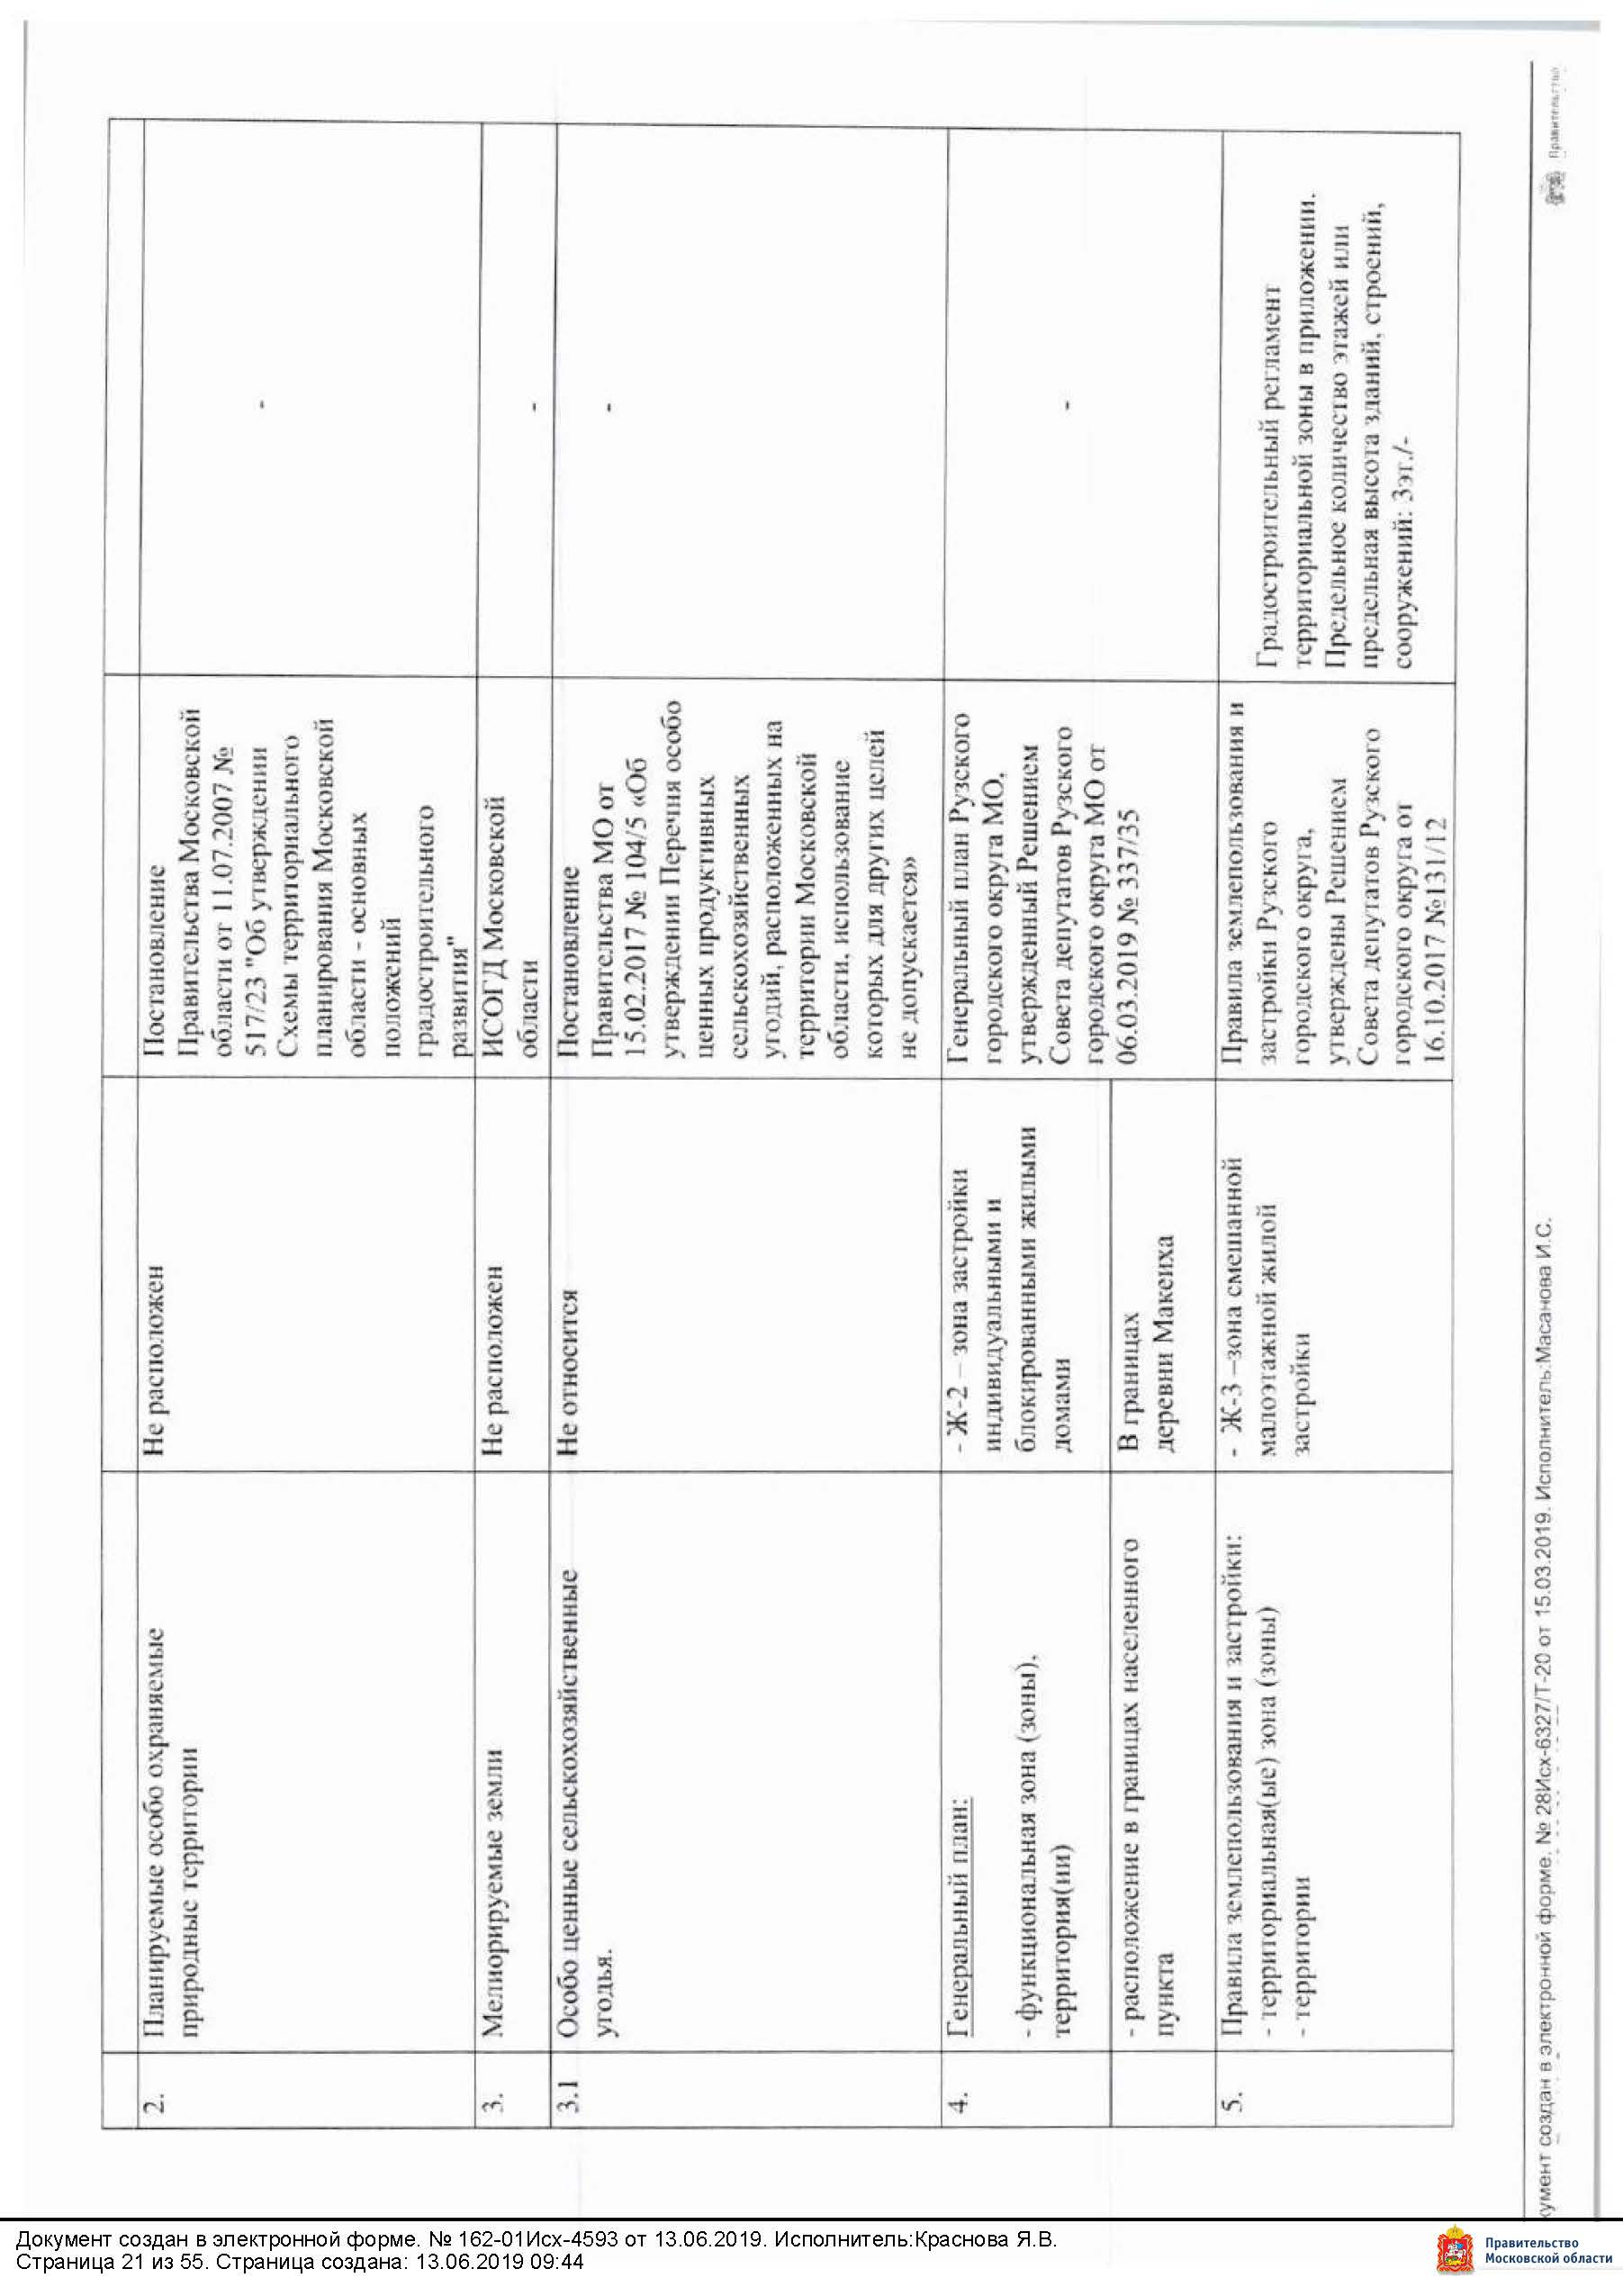 2.
Планируемые особо охраняемые
природные территории
Не расположен
Постановление
Правительства Московской
области от 11.07.2007 №
517/23 "Об утверждении
Схемы территориального
планирования Московской
области - основных
положений
градостроительного
развития"
-
3.
Мелиорируемые земли
Не расположен
ИСОГД Московской
области
-
3.1
Особо ценные сельскохозяйственные
угодья.
Не относится
Постановление
Правительства МО от
15.02.2017 № 104/5 «Об
утверждении Перечня особо
ценных продуктивных
сельскохозяйственных
угодий, расположенных на
территории Московской
области, использование
которых для других целей
не допускается»
-
4.
Генеральный план:
- функциональная зона (зоны),
территория(ии)
- Ж-2 – зона застройки
индивидуальными и
блокированными жилыми
домами
Генеральный план Рузского
городского округа МО,
утвержденный Решением
Совета депутатов Рузского
городского округа МО от
06.03.2019 № 337/35
-
- расположение в границах населенного
пункта
В границах
деревни Макеиха
5.
Правила землепользования и застройки:
- территориальная(ые) зона (зоны)
- территории
- Ж-3 –зона смешанной
малоэтажной жилой
застройки
Правила землепользования и
застройки Рузского
городского округа,
утверждены Решением
Совета депутатов Рузского
городского округа от
16.10.2017 №131/12
Градостроительный регламент
территориальной зоны в приложении.
Предельное количество этажей или
предельная высота зданий, строений,
сооружений: 3эт./-
умент создан в электронной форме. № 28Исх-6327/Т-20 от 15.03.2019. Исполнитель:Масанова И.С.
Правительство
Документ создан в электронной форме. № 162-01Исх-4593 от 13.06.2019. Исполнитель:Краснова Я.В.
Страница 21 из 55. Страница создана: 13.06.2019 09:44
Правительство
Московской области